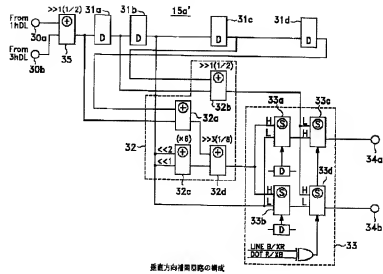 15a'
From
1hDL
30a
From
3hDL
30b
>>1(1/2)
35
31a
31b
31c
31d
D
D
D
D
>>1(1/2)
32b
32a
32
(×6)
<<2
<<1
32c
>>3(1/8)
32d
33a
33c
H
L
S
L
H
S
34a
D
33d
H
L
S
33b
L
H
S
34b
D
LINE B/XR
DOT R/XB
33
垂直方向補間回路の構成